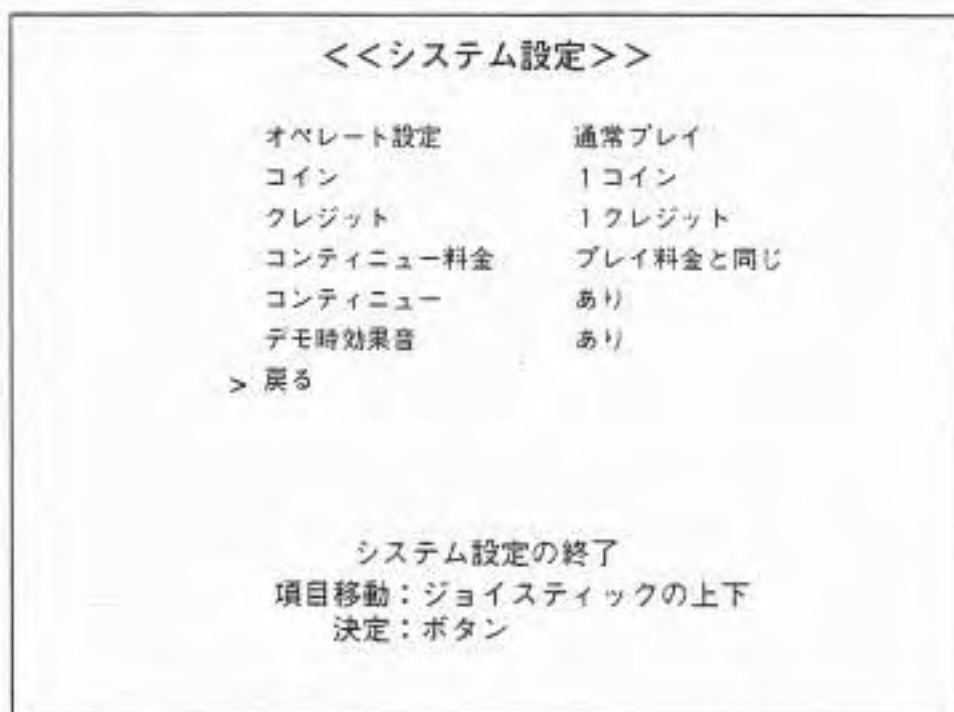 <<システム設定>>
オペレート設定 通常プレイ
コイン 1コイン
クレジット 1クレジット
コンティニュー料金 プレイ料金と同じ
コンティニュー あり
デモ時効果音 あり
> 戻る
システム設定の終了
項目移動：ジョイスティックの上下
決定：ボタン